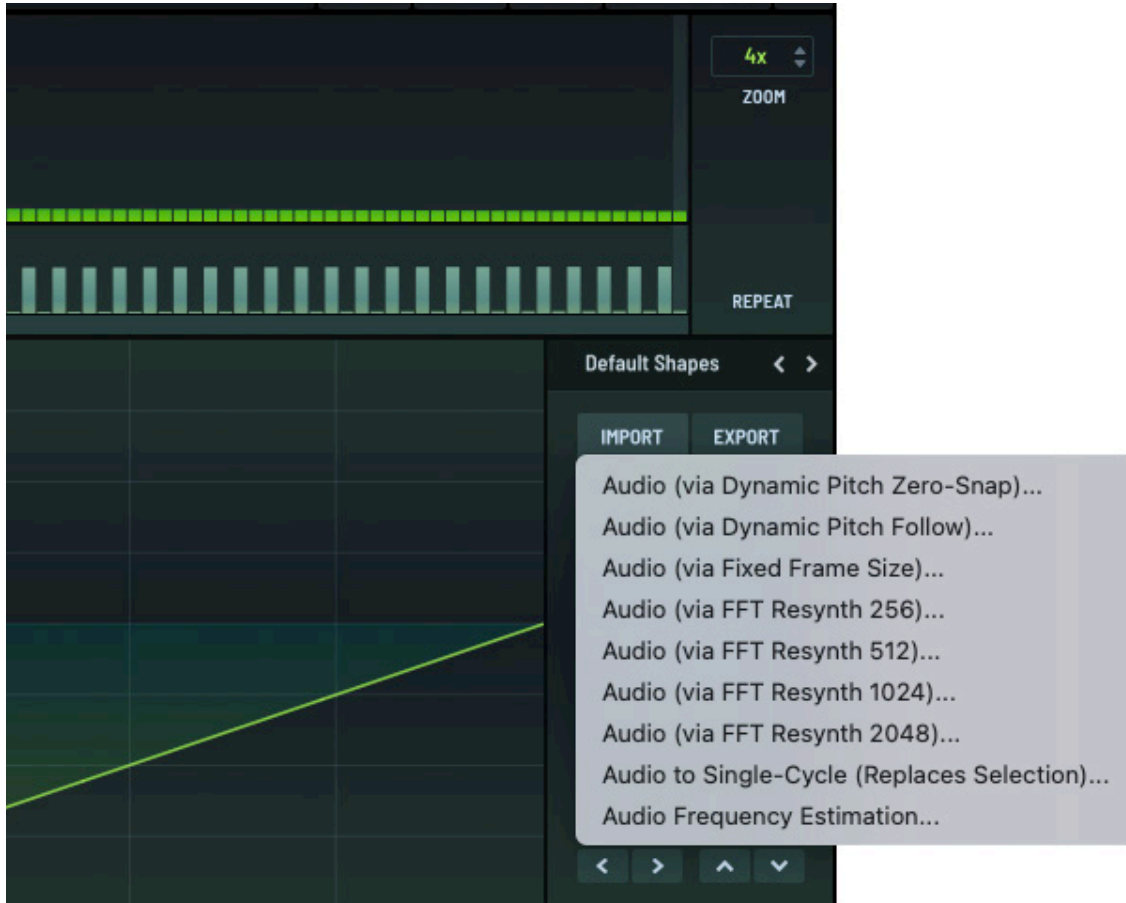 4x
ZOOM
REPEAT
Default Shapes
IMPORT EXPORT
Audio (via Dynamic Pitch Zero-Snap)...
Audio (via Dynamic Pitch Follow)...
Audio (via Fixed Frame Size)...
Audio (via FFT Resynth 256)...
Audio (via FFT Resynth 512)...
Audio (via FFT Resynth 1024)...
Audio (via FFT Resynth 2048)...
Audio to Single-Cycle (Replaces Selection)...
Audio Frequency Estimation...